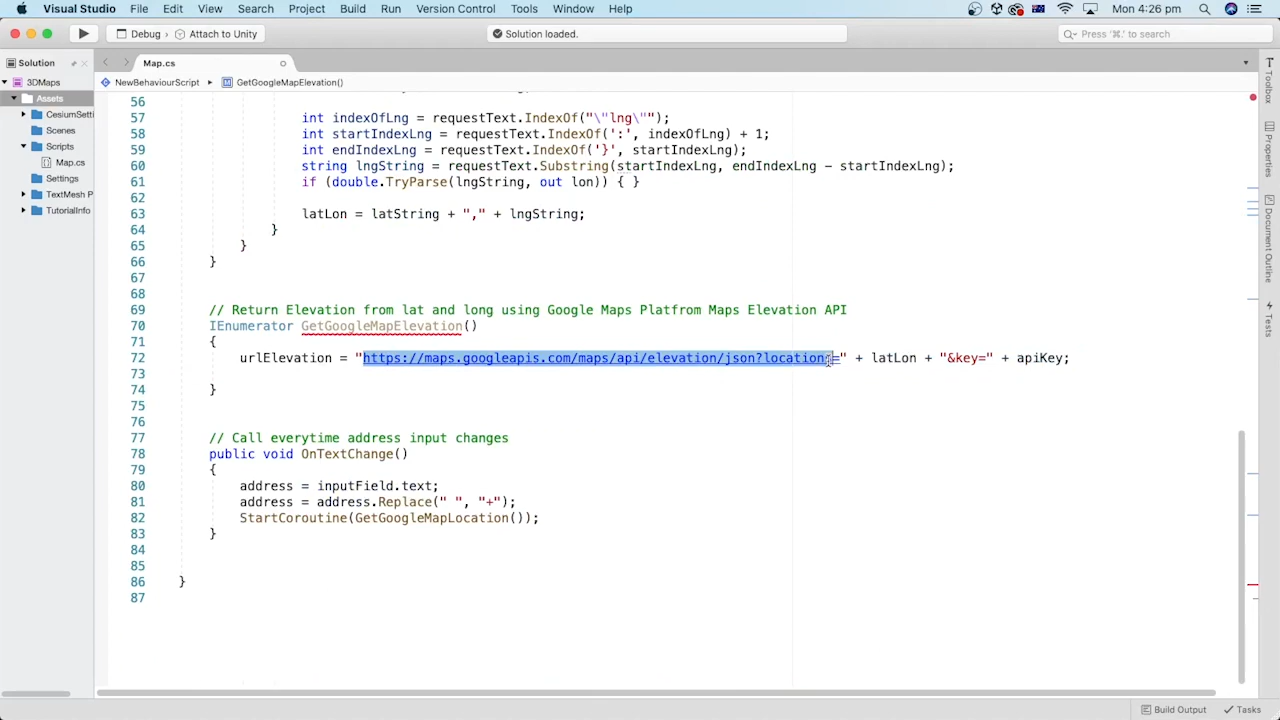 Visual Studio File Edit View Search Project Build Run Version Control Tools Window Help Mon 4:26 pm
Debug › Attach to Unity Solution loaded. Press '⌘.' to search
Solution Map.cs
3DMaps NewBehaviourScript GetGoogleMapElevation()
Assets
CesiumSetti
Scenes
Scripts
Map.cs
Settings
TextMesh P
TutorialInfo
Toolbox
Properties
Document Outline
Tests
56
57 int indexOfLng = requestText.IndexOf("\"lng\"");
58 int startIndexLng = requestText.IndexOf(':', indexOfLng) + 1;
59 int endIndexLng = requestText.IndexOf('}', startIndexLng);
60 string lngString = requestText.Substring(startIndexLng, endIndexLng - startIndexLng);
61 if (double.TryParse(lngString, out lon)) { }
62
63 latLon = latString + "," + lngString;
64 }
65 }
66 }
67
68
69 // Return Elevation from lat and long using Google Maps Platfrom Maps Elevation API
70 IEnumerator GetGoogleMapElevation()
71 {
72 urlElevation = "https://maps.googleapis.com/maps/api/elevation/json?locations=" + latLon + "&key=" + apiKey;
73
74 }
75
76
77 // Call everytime address input changes
78 public void OnTextChange()
79 {
80 address = inputField.text;
81 address = address.Replace(" ", "+");
82 StartCoroutine(GetGoogleMapLocation());
83 }
84
85
86 }
87
Build Output Tasks